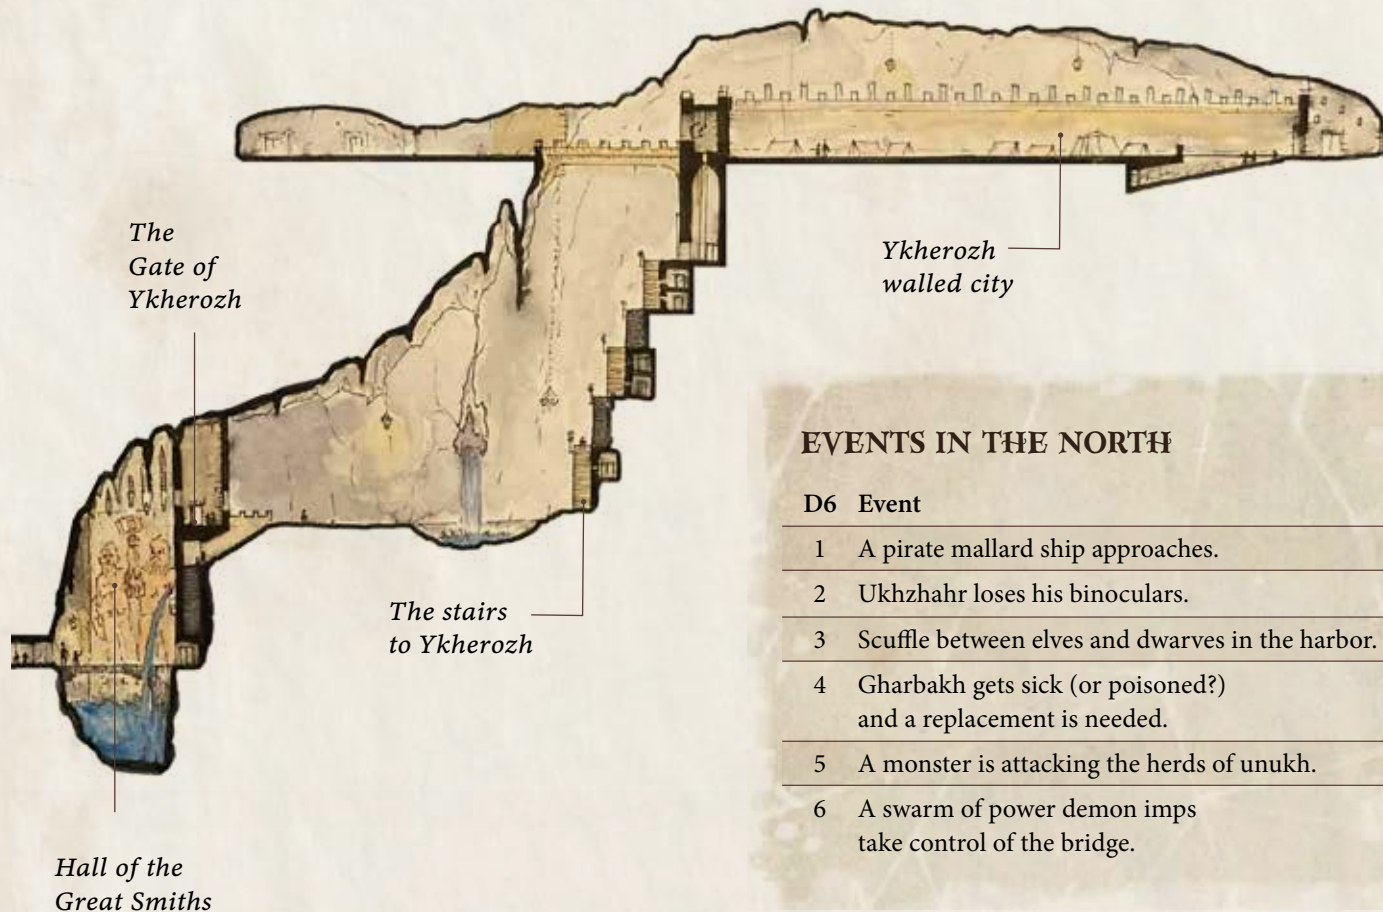 The
Gate of
Ykherozh
Ykherozh
walled city
The stairs
to Ykherozh
Hall of the
Great Smiths
EVENTS IN THE NORTH
D6 Event
1 A pirate mallard ship approaches.
2 Ukhzhahr loses his binoculars.
3 Scuffle between elves and dwarves in the harbor.
4 Gharbakh gets sick (or poisoned?)
and a replacement is needed.
5 A monster is attacking the herds of unukh.
6 A swarm of power demon imps
take control of the bridge.